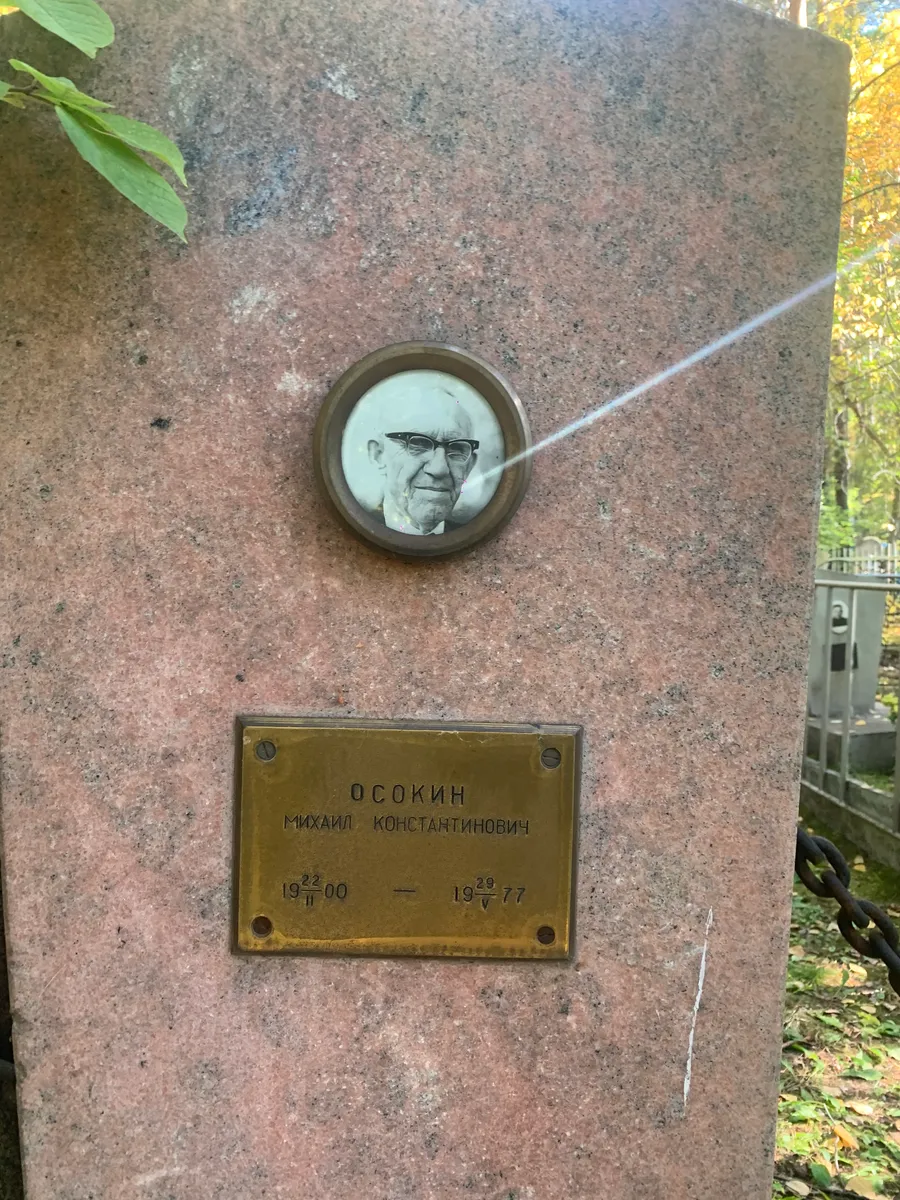 ОСОКИН
МИХАИЛ КОНСТАНТИНОВИЧ
19 22/II 00 — 19 29/V 77